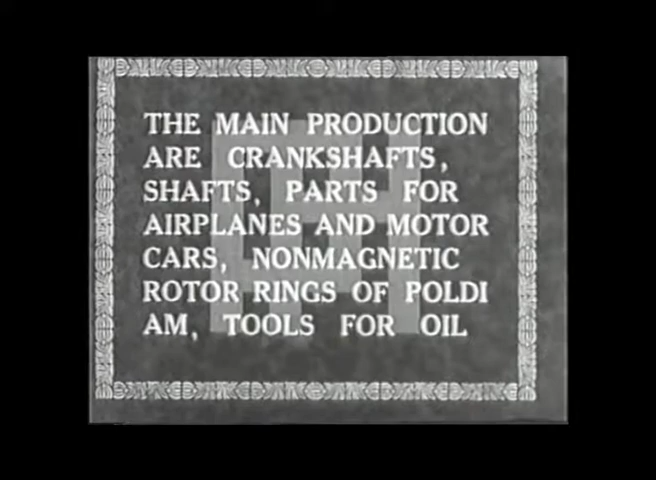 THE MAIN PRODUCTION
ARE CRANKSHAFTS,
SHAFTS, PARTS FOR
AIRPLANES AND MOTOR
CARS, NONMAGNETIC
ROTOR RINGS OF POLDI
AM, TOOLS FOR OIL